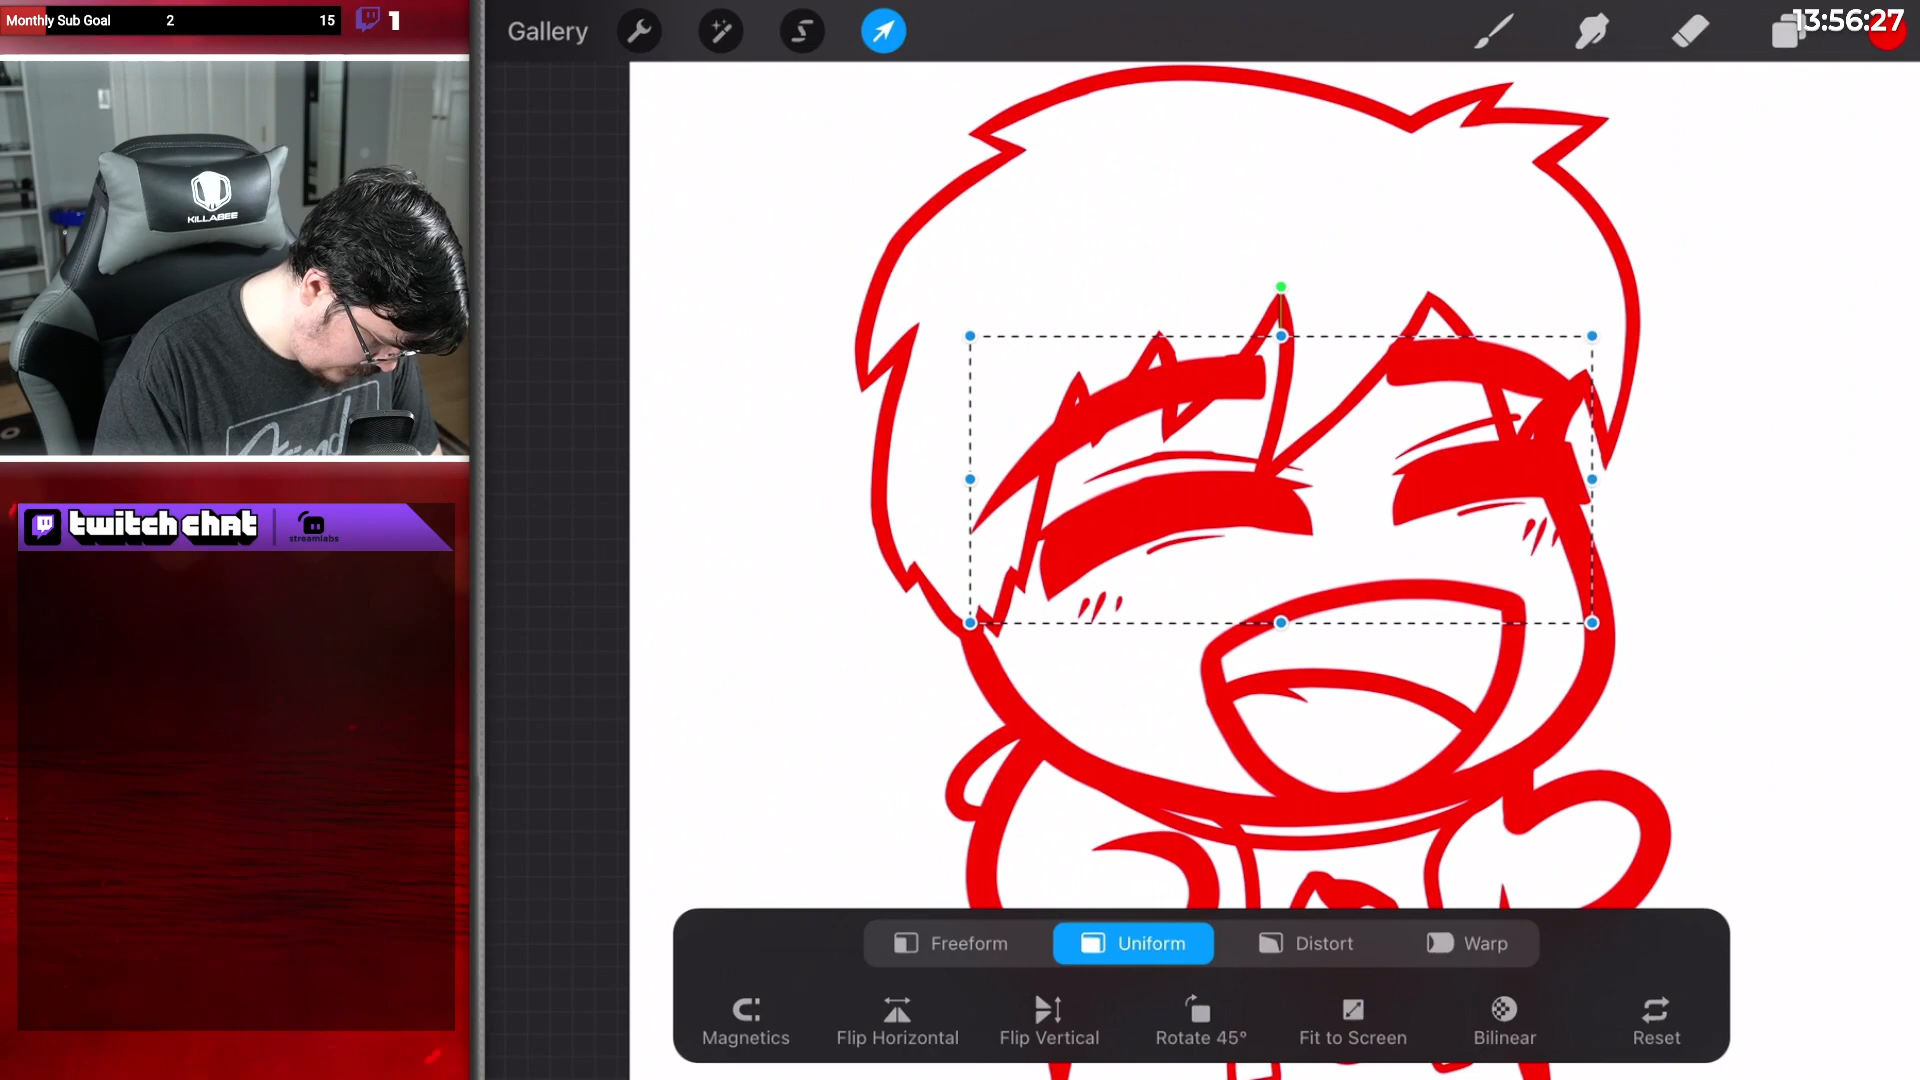 Monthly Sub Goal 2 15 1
KILLABEE
twitch chat
streamlabs
Gallery
13:56:27
Freeform Uniform Distort Warp
Magnetics Flip Horizontal Flip Vertical Rotate 45° Fit to Screen Bilinear Reset